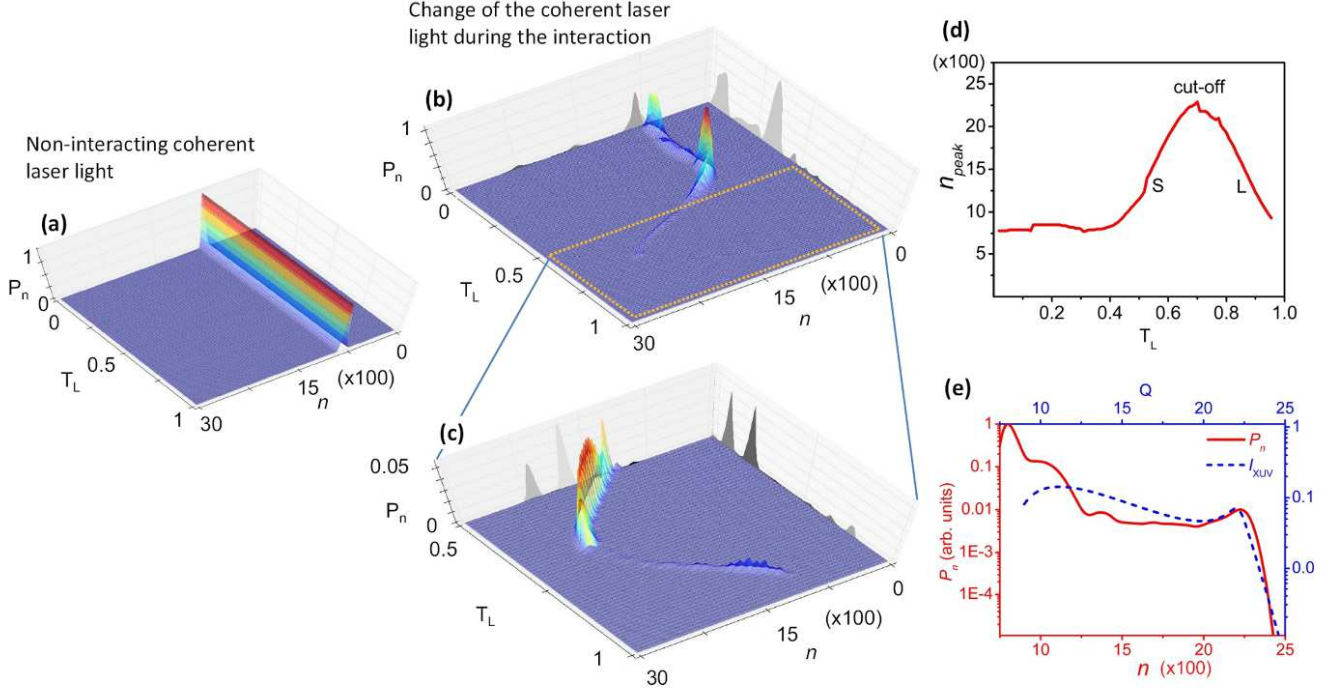 Change of the coherent laser
light during the interaction
Non-interacting coherent
laser light
(a)
1
Pn
0
0
0.5
TL
1
30
15
n
(x100)
0
(b)
1
Pn
0
0
0.5
TL
1
30
15
n
(x100)
0
(c)
0.05
Pn
0
0.5
TL
1
30
15
n
(x100)
0
(d)
(x100)
25
20
15
10
5
npeak
cut-off
S
L
0.2
0.4
0.6
0.8
1.0
TL
(e)
Q
10
15
20
25
1
0.1
0.01
1E-3
1E-4
Pn (arb. units)
Pn
IXUV
1
0.1
0.0
10
15
20
25
n (x100)